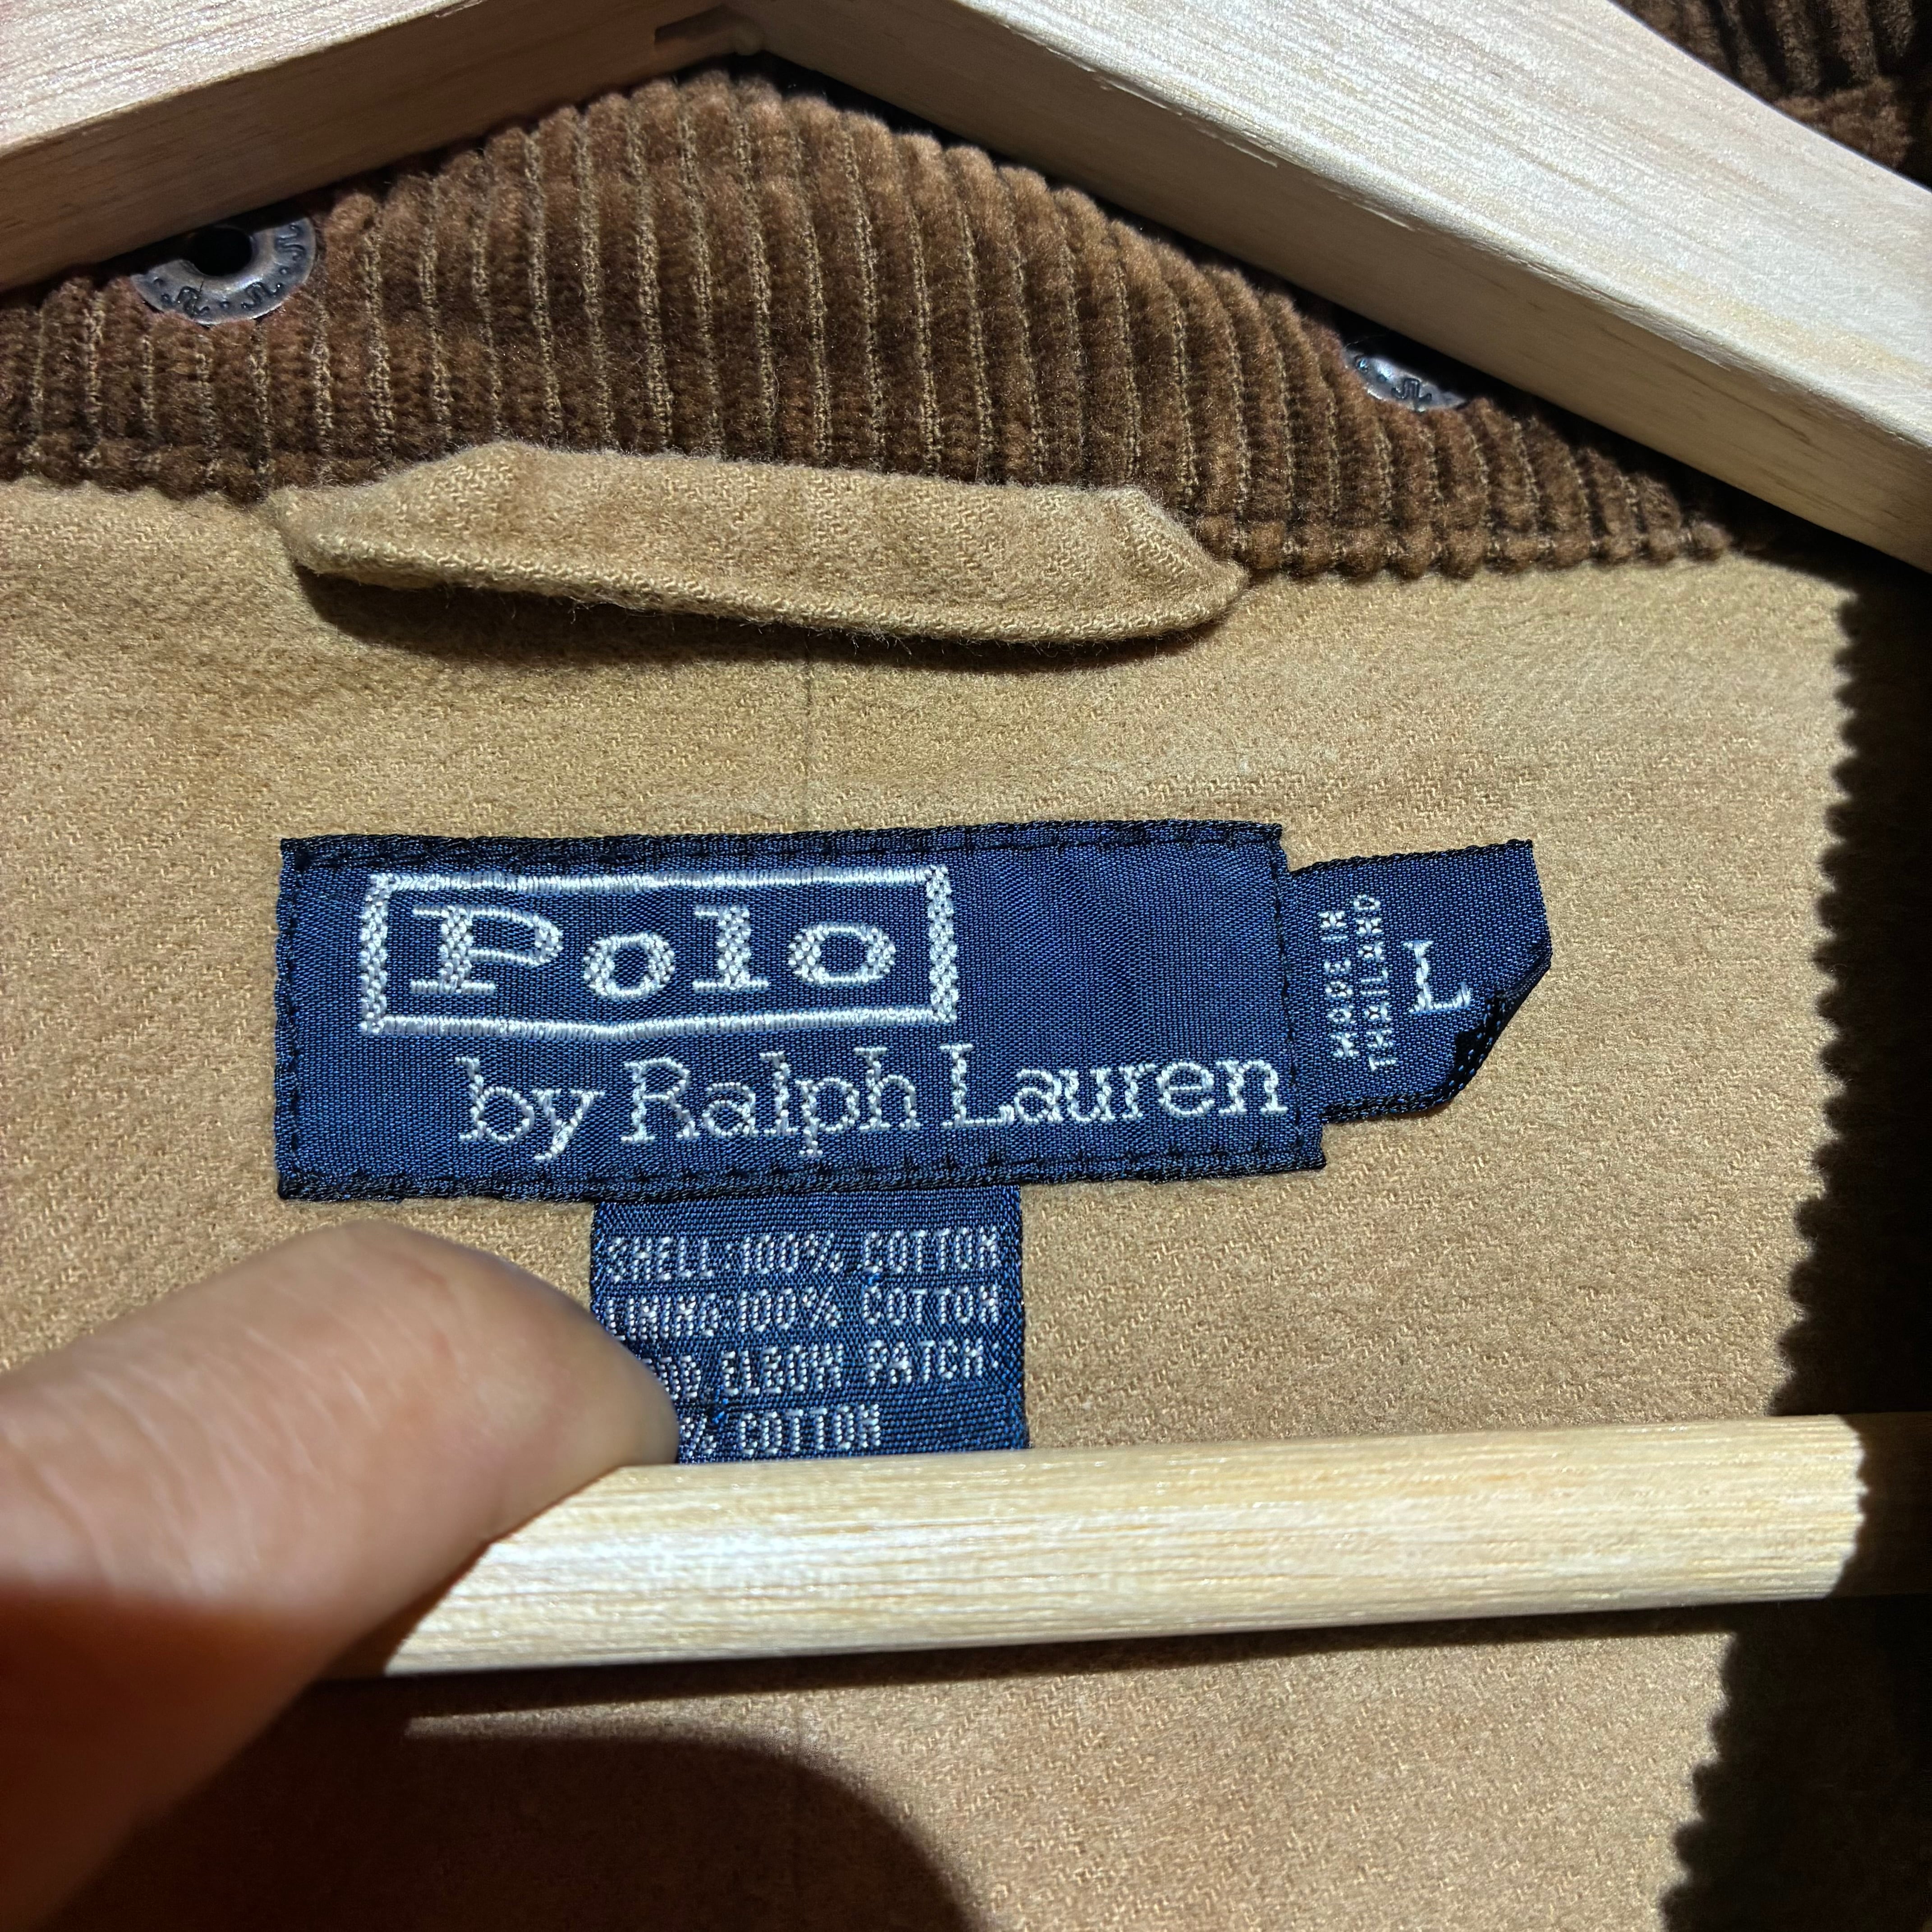 Polo
by Ralph Lauren
MADE IN
THAILAND
L
SHELL:100% COTTON
LINING:100% COTTON
ELBOW PATCH:
% COTTON